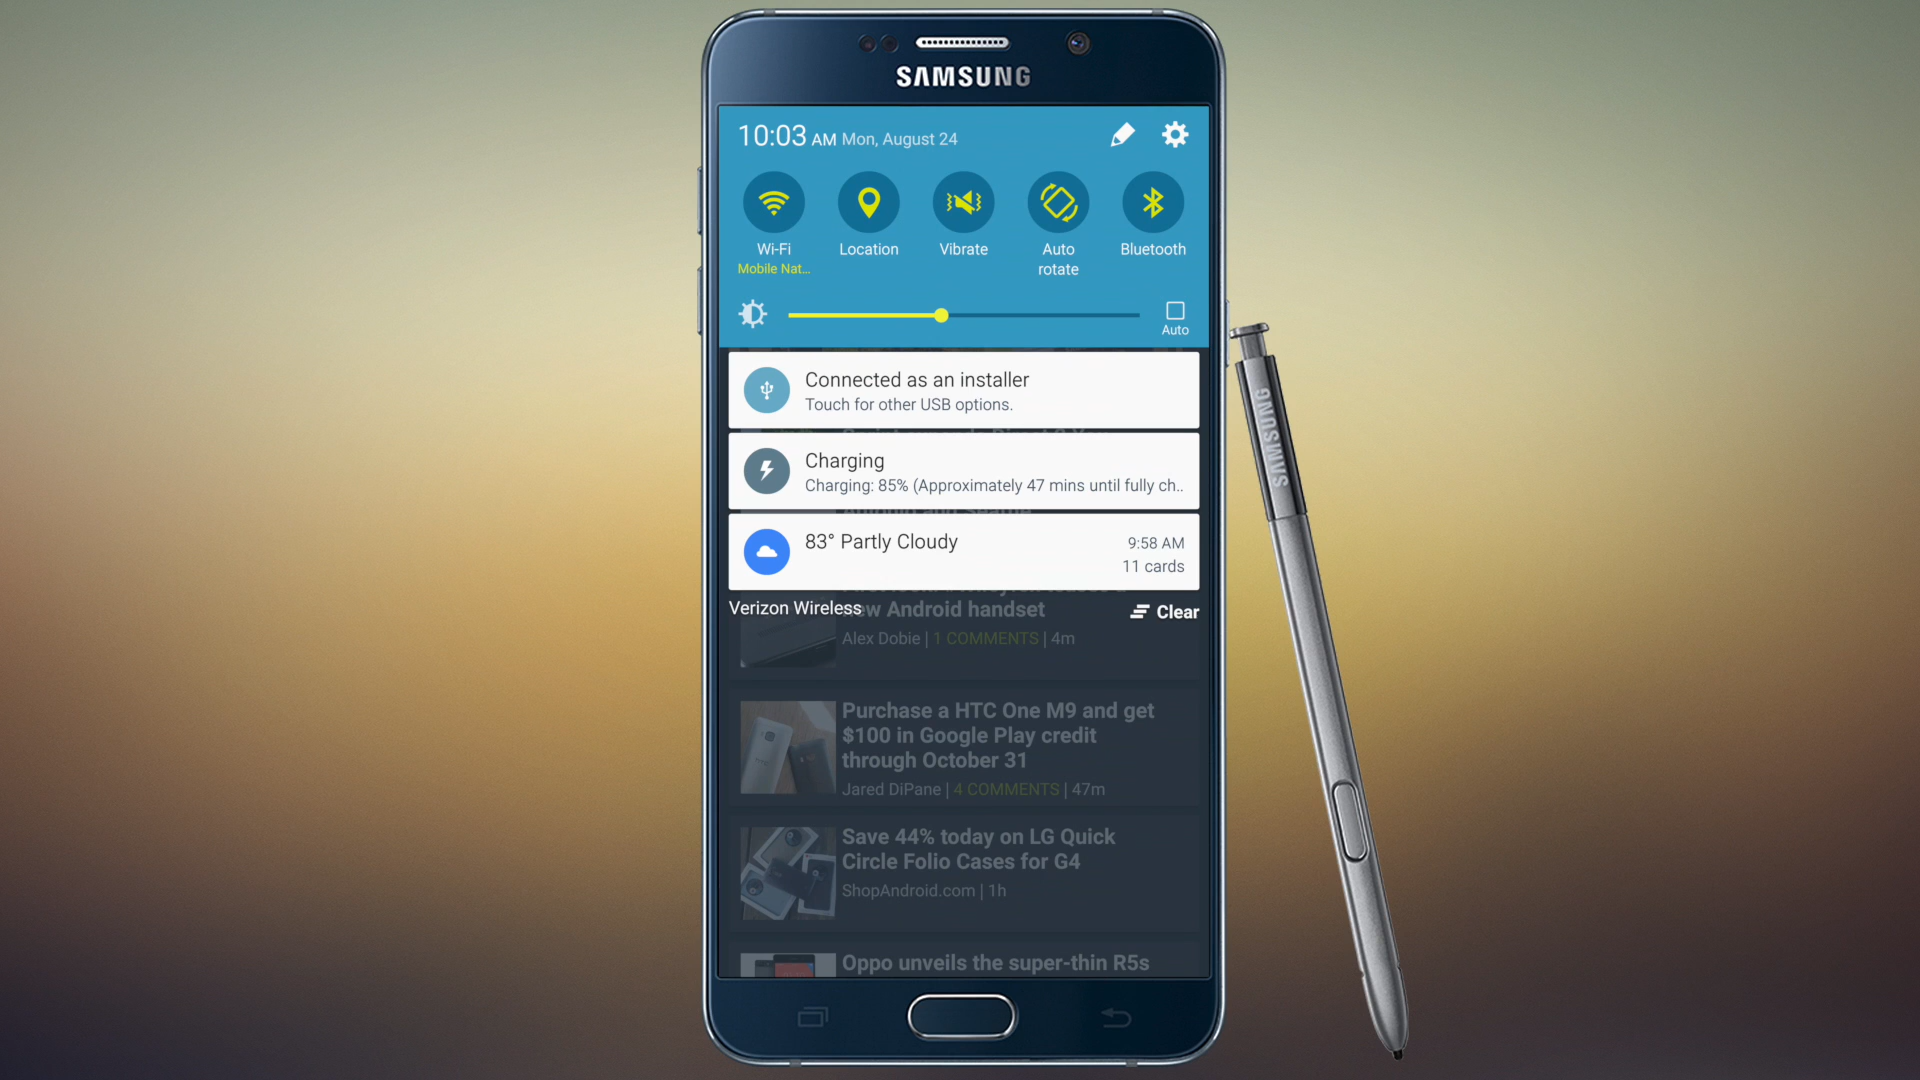 SAMSUNG
10:03 AM Mon, August 24
Wi-Fi
Mobile Nat...
Location
Vibrate
Auto
rotate
Bluetooth
Auto
Connected as an installer
Touch for other USB options.
Charging
Charging: 85% (Approximately 47 mins until fully ch..
83° Partly Cloudy
9:58 AM
11 cards
Verizon Wireless
Clear
new Android handset
Alex Dobie | 1 COMMENTS | 4m
Purchase a HTC One M9 and get
$100 in Google Play credit
through October 31
Jared DiPane | 4 COMMENTS | 47m
Save 44% today on LG Quick
Circle Folio Cases for G4
ShopAndroid.com | 1h
Oppo unveils the super-thin R5s
SAMSUNG